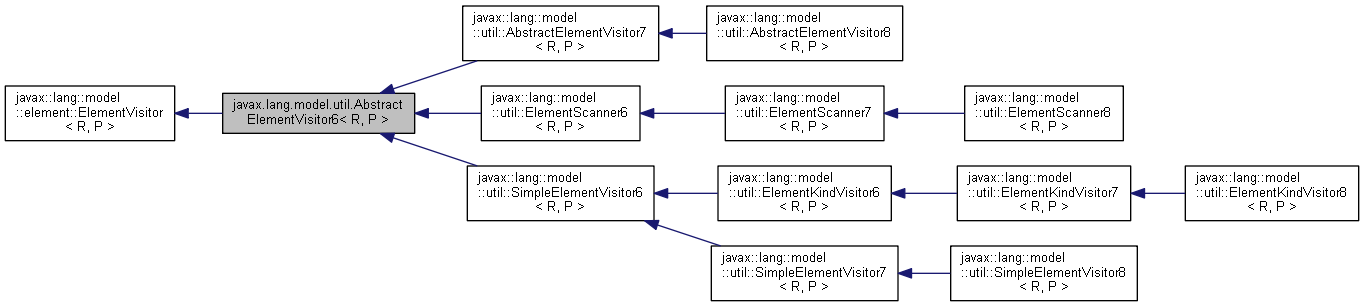 javax::lang::model
::util::AbstractElementVisitor7
< R, P >
javax::lang::model
::util::AbstractElementVisitor8
< R, P >
javax::lang::model
::element::ElementVisitor
< R, P >
javax.lang.model.util.Abstract
ElementVisitor6< R, P >
javax::lang::model
::util::ElementScanner6
< R, P >
javax::lang::model
::util::ElementScanner7
< R, P >
javax::lang::model
::util::ElementScanner8
< R, P >
javax::lang::model
::util::SimpleElementVisitor6
< R, P >
javax::lang::model
::util::ElementKindVisitor6
< R, P >
javax::lang::model
::util::ElementKindVisitor7
< R, P >
javax::lang::model
::util::ElementKindVisitor8
< R, P >
javax::lang::model
::util::SimpleElementVisitor7
< R, P >
javax::lang::model
::util::SimpleElementVisitor8
< R, P >